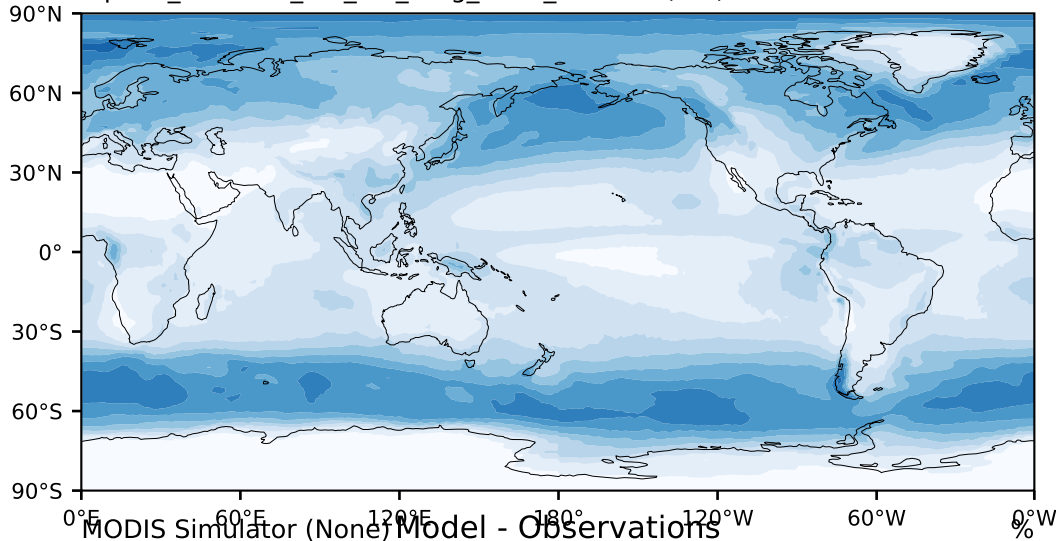 90°N
60°N
30°N
0°
30°S
60°S
90°S
0°E 60°E 120°E 180° 120°W 60°W 0°W
MODIS Simulator (None) Model - Observations %